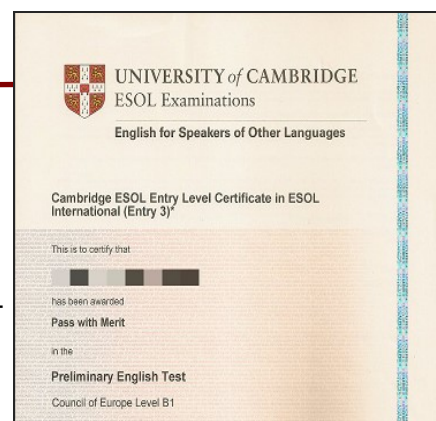 UNIVERSITY of CAMBRIDGE
ESOL Examinations
English for Speakers of Other Languages
Cambridge ESOL Entry Level Certificate in ESOL
International (Entry 3)*
This is to certify that
has been awarded
Pass with Merit
in the
Preliminary English Test
Council of Europe Level B1